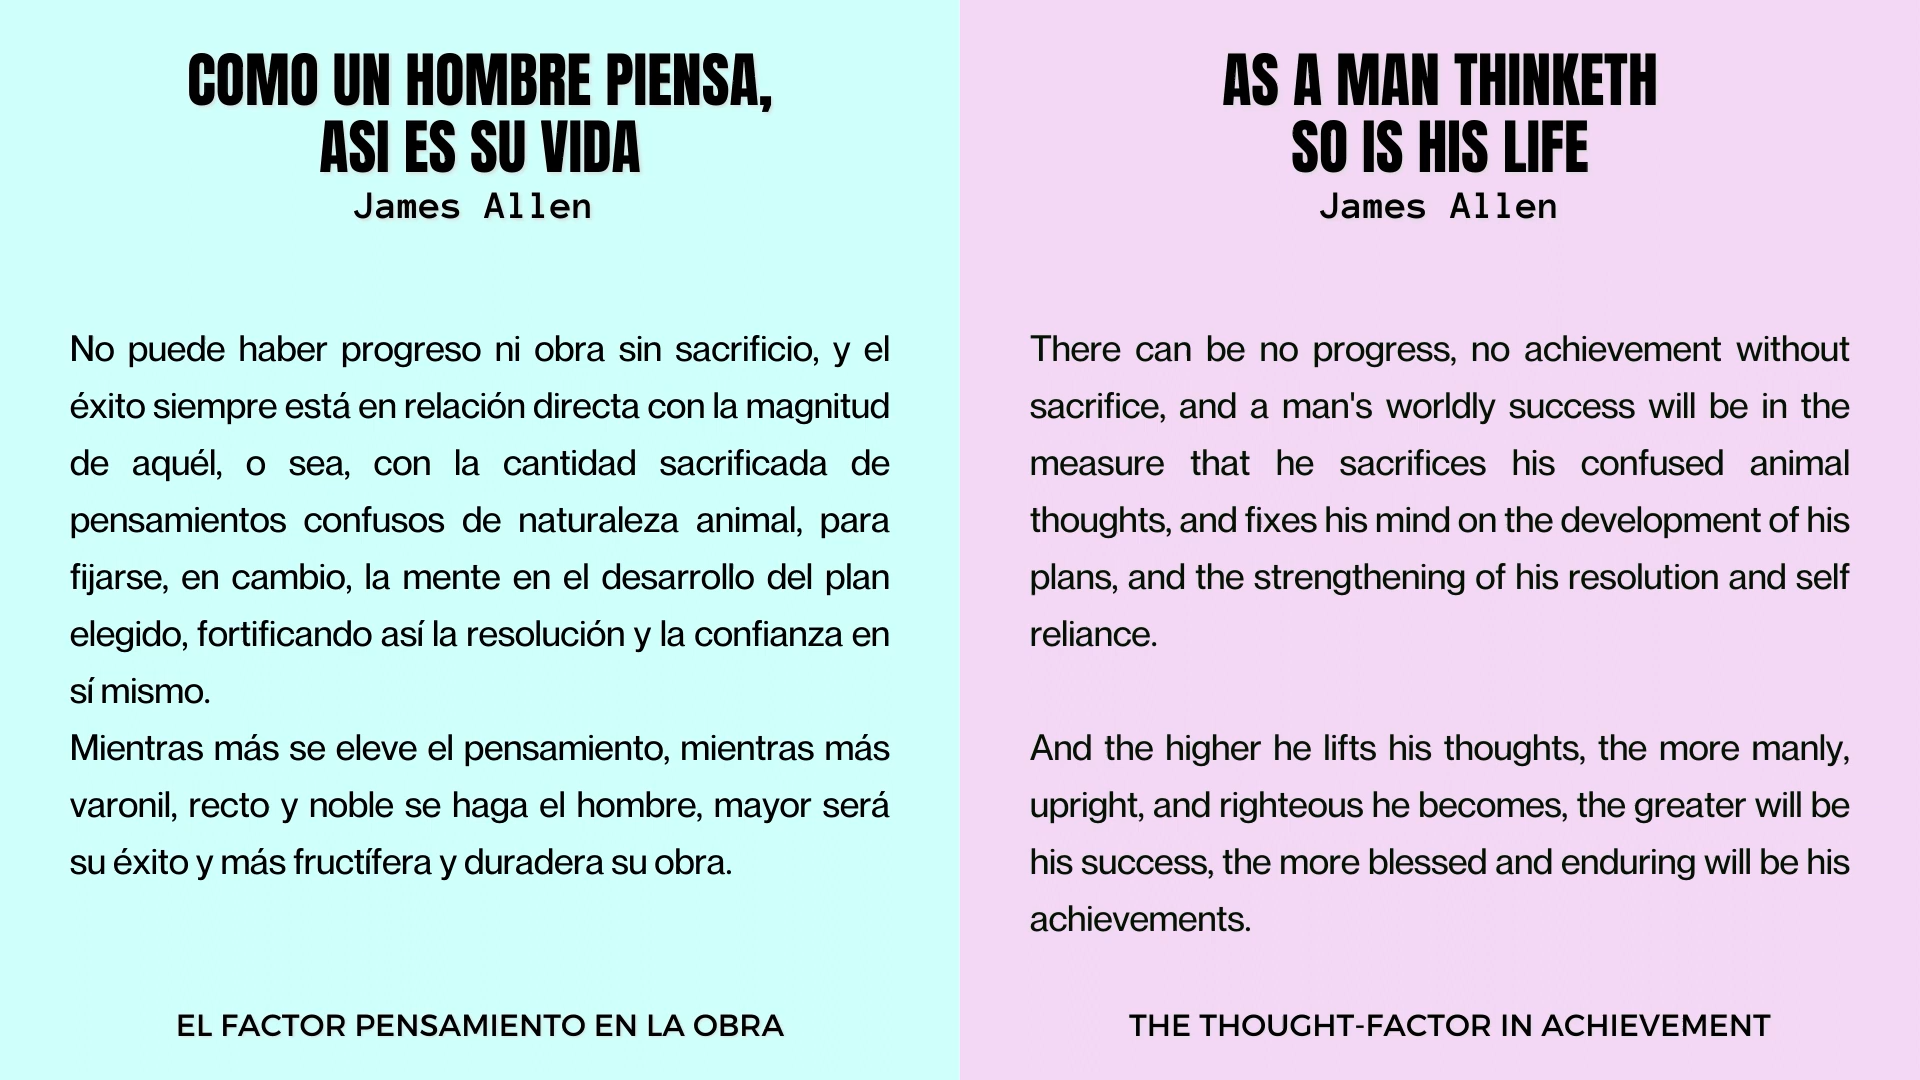 COMO UN HOMBRE PIENSA,
ASI ES SU VIDA
James Allen
No puede haber progreso ni obra sin sacrificio, y el
éxito siempre está en relación directa con la magnitud
de aquél, o sea, con la cantidad sacrificada de
pensamientos confusos de naturaleza animal, para
fijarse, en cambio, la mente en el desarrollo del plan
elegido, fortificando así la resolución y la confianza en
sí mismo.
Mientras más se eleve el pensamiento, mientras más
varonil, recto y noble se haga el hombre, mayor será
su éxito y más fructífera y duradera su obra.
EL FACTOR PENSAMIENTO EN LA OBRA
AS A MAN THINKETH
SO IS HIS LIFE
James Allen
There can be no progress, no achievement without
sacrifice, and a man's worldly success will be in the
measure that he sacrifices his confused animal
thoughts, and fixes his mind on the development of his
plans, and the strengthening of his resolution and self
reliance.
And the higher he lifts his thoughts, the more manly,
upright, and righteous he becomes, the greater will be
his success, the more blessed and enduring will be his
achievements.
THE THOUGHT-FACTOR IN ACHIEVEMENT